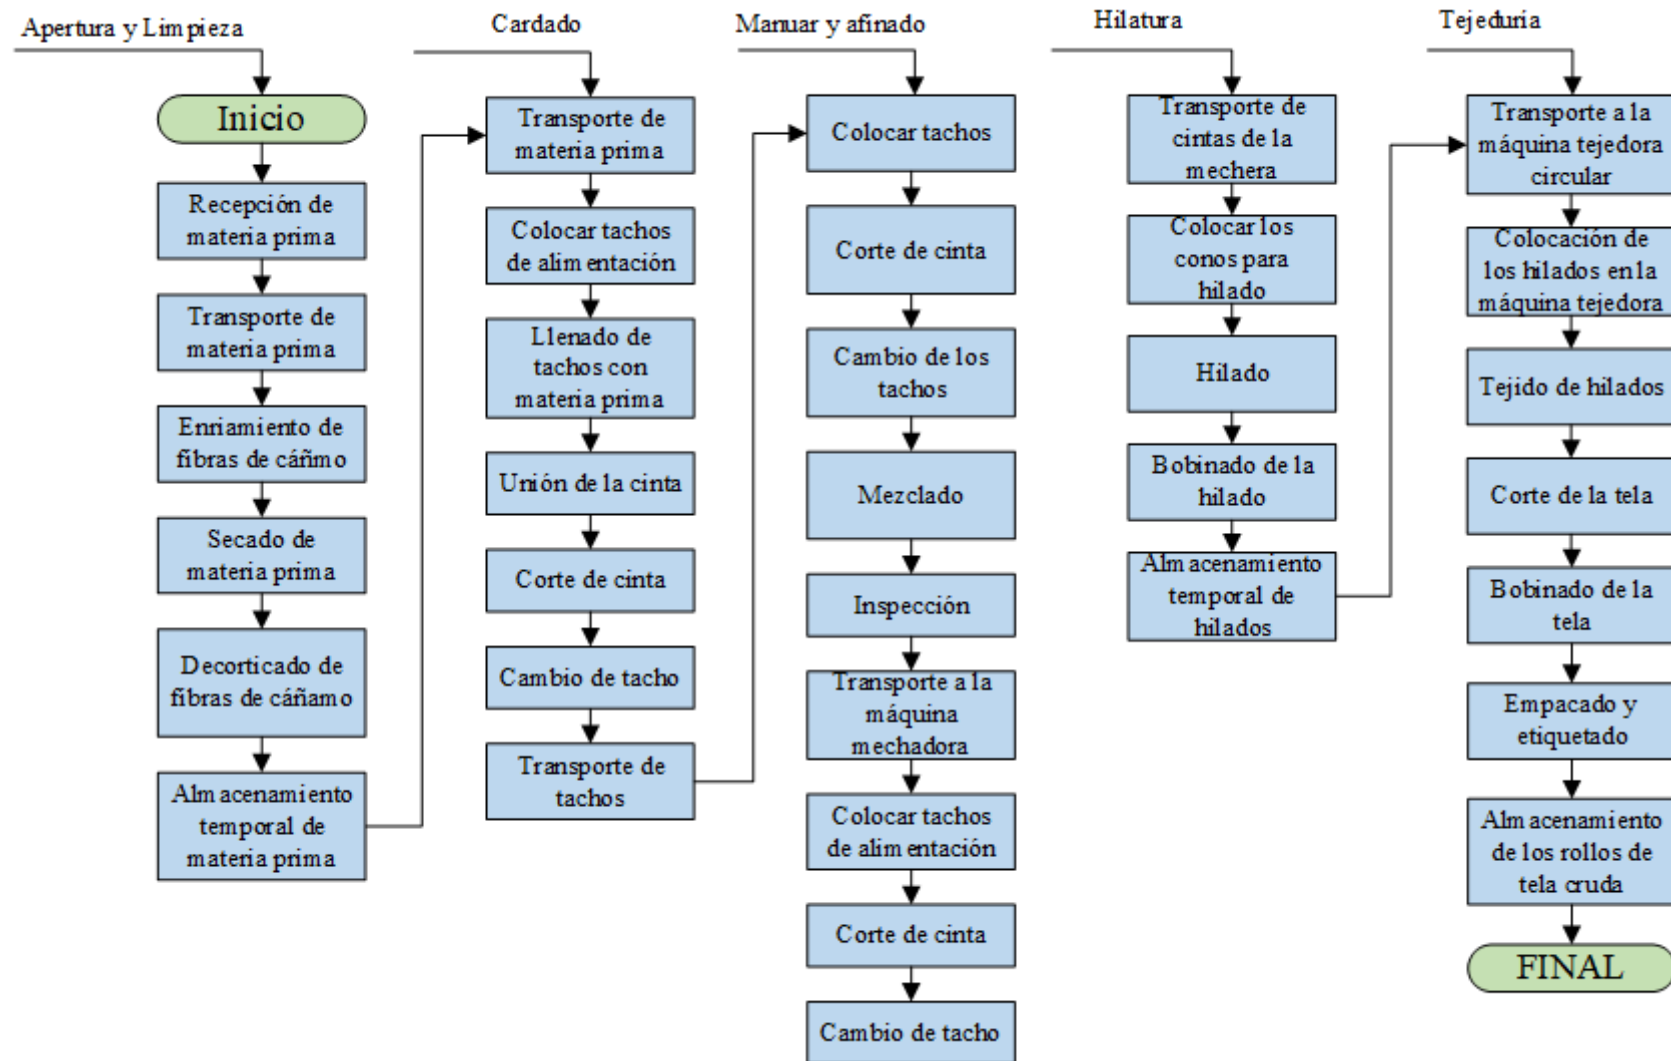 Apertura y Limpieza
Inicio
Recepción de
materia prima
Transporte de
materia prima
Enriamiento de
fibras de cáñmo
Secado de
materia prima
Decorticado de
fibras de cáñamo
Almacenamiento
temporal de
materia prima
Cardado
Transporte de
materia prima
Colocar tachos
de alimentación
Llenado de
tachos con
materia prima
Unión de la cinta
Corte de cinta
Cambio de tacho
Transporte de
tachos
Manuar y afinado
Colocar tachos
Corte de cinta
Cambio de los
tachos
Mezclado
Inspección
Transporte a la
máquina
mechadora
Colocar tachos
de alimentación
Corte de cinta
Cambio de tacho
Hilatura
Transporte de
cintas de la
mechera
Colocar los
conos para
hilado
Hilado
Bobinado de la
hilado
Almacenamiento
temporal de
hilados
Tejeduría
Transporte a la
máquina tejedora
circular
Colocación de
los hilados en la
máquina tejedora
Tejido de hilados
Corte de la tela
Bobinado de la
tela
Empacado y
etiquetado
Almacenamiento
de los rollos de
tela cruda
FINAL